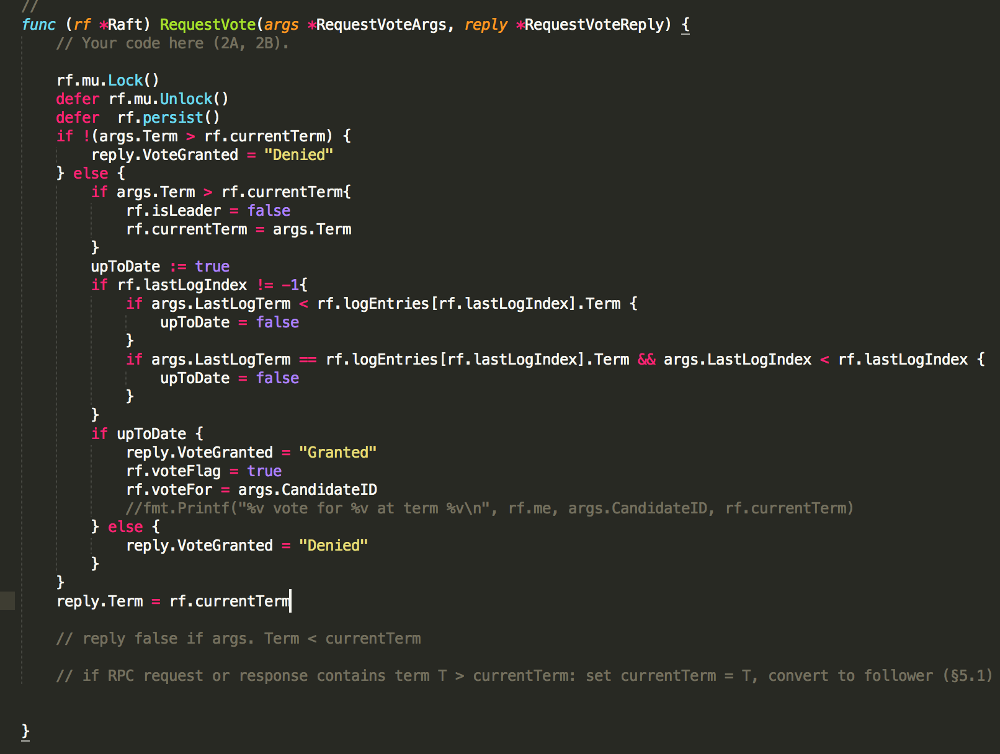 //
func (rf *Raft) RequestVote(args *RequestVoteArgs, reply *RequestVoteReply) {
    // Your code here (2A, 2B).

    rf.mu.Lock()
    defer rf.mu.Unlock()
    defer  rf.persist()
    if !(args.Term > rf.currentTerm) {
        reply.VoteGranted = "Denied"
    } else {
        if args.Term > rf.currentTerm{
            rf.isLeader = false
            rf.currentTerm = args.Term
        }
        upToDate := true
        if rf.lastLogIndex != -1{
            if args.LastLogTerm < rf.logEntries[rf.lastLogIndex].Term {
                upToDate = false
            }
            if args.LastLogTerm == rf.logEntries[rf.lastLogIndex].Term && args.LastLogIndex < rf.lastLogIndex {
                upToDate = false
            }
        }
        if upToDate {
            reply.VoteGranted = "Granted"
            rf.voteFlag = true
            rf.voteFor = args.CandidateID
            //fmt.Printf("%v vote for %v at term %v\n", rf.me, args.CandidateID, rf.currentTerm)
        } else {
            reply.VoteGranted = "Denied"
        }
    }
    reply.Term = rf.currentTerm

    // reply false if args. Term < currentTerm

    // if RPC request or response contains term T > currentTerm: set currentTerm = T, convert to follower (§5.1)


}